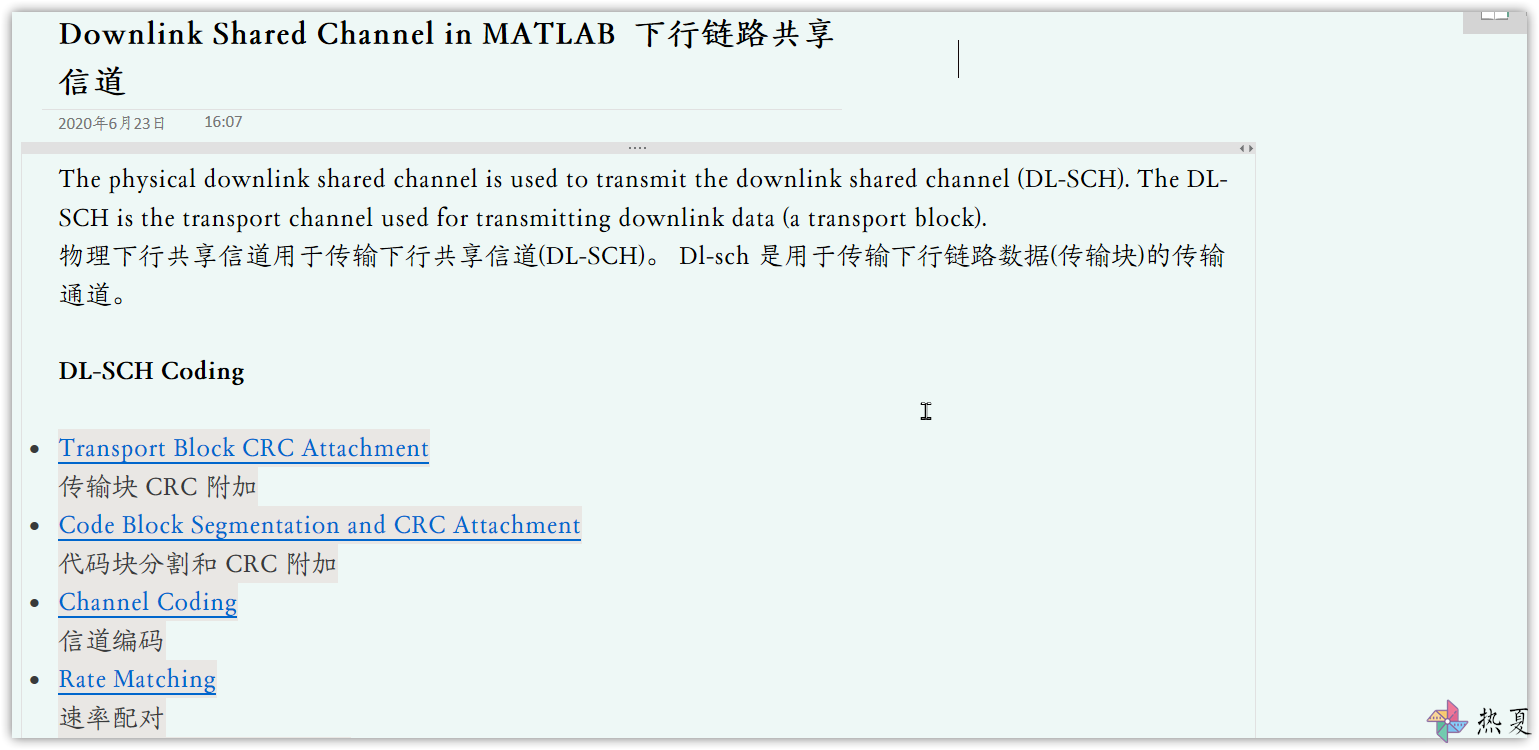 Downlink Shared Channel in MATLAB 下行链路共享
信道
2020年6月23日 16:07
The physical downlink shared channel is used to transmit the downlink shared channel (DL-SCH). The DL-
SCH is the transport channel used for transmitting downlink data (a transport block).
物理下行共享信道用于传输下行共享信道(DL-SCH)。 Dl-sch 是用于传输下行链路数据(传输块)的传输
通道。
DL-SCH Coding
• Transport Block CRC Attachment
传输块 CRC 附加
• Code Block Segmentation and CRC Attachment
代码块分割和 CRC 附加
• Channel Coding
信道编码
• Rate Matching
速率配对
热夏